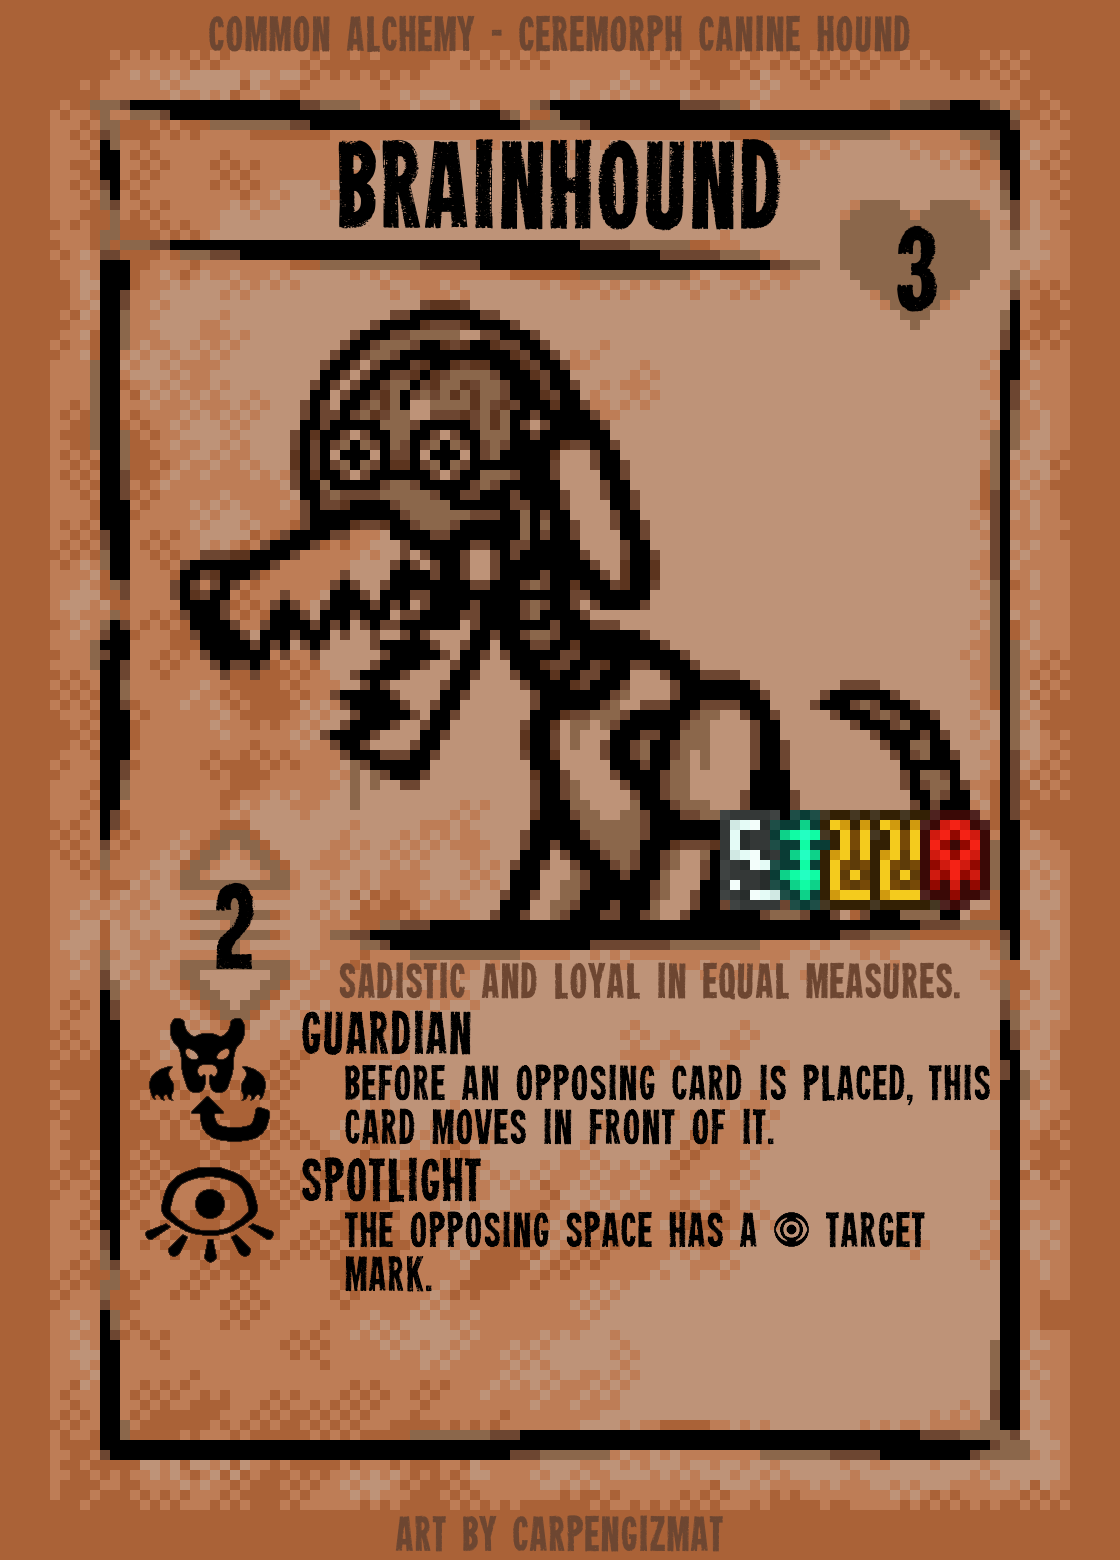 COMMON ALCHEMY - CEREMORPH CANINE HOUND
BRAINHOUND
3
2
SADISTIC AND LOYAL IN EQUAL MEASURES.
GUARDIAN
BEFORE AN OPPOSING CARD IS PLACED, THIS
CARD MOVES IN FRONT OF IT.
SPOTLIGHT
THE OPPOSING SPACE HAS A TARGET
MARK.
ART BY CARPENGIZMAT